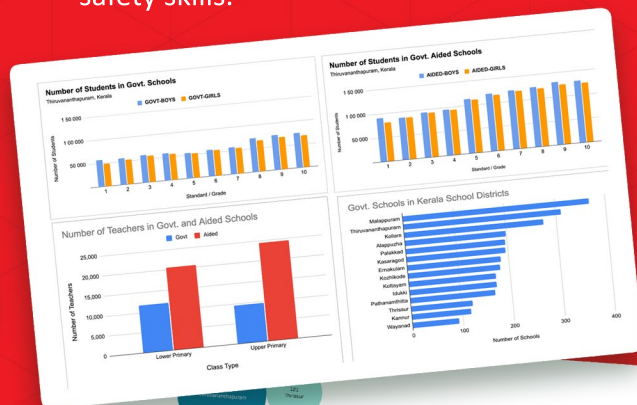 safety skills.
Number of Students in Govt. Schools
Thiruvananthapuram, Kerala
GOVT-BOYS GOVT-GIRLS
Number of Students
1 50 000
1 00 000
50 000
1 2 3 4 5 6 7 8 9 10
Standard / Grade
Number of Students in Govt. Aided Schools
Thiruvananthapuram, Kerala
AIDED-BOYS AIDED-GIRLS
Number of Students
1 50 000
1 00 000
50 000
1 2 3 4 5 6 7 8 9 10
Standard / Grade
Number of Teachers in Govt. and Aided Schools
Govt Aided
Number of Teachers
25,000
20,000
15,000
10,000
5,000
0
Lower Primary Upper Primary
Class Type
Govt. Schools in Kerala School Districts
Malappuram
Thiruvananthapuram
Kollam
Alappuzha
Palakkad
Kasaragod
Ernakulam
Kozhikode
Kottayam
Idukki
Pathanamthitta
Thrissur
Kannur
Wayanad
0 100 200 300 400
Number of Schools
Thrissur